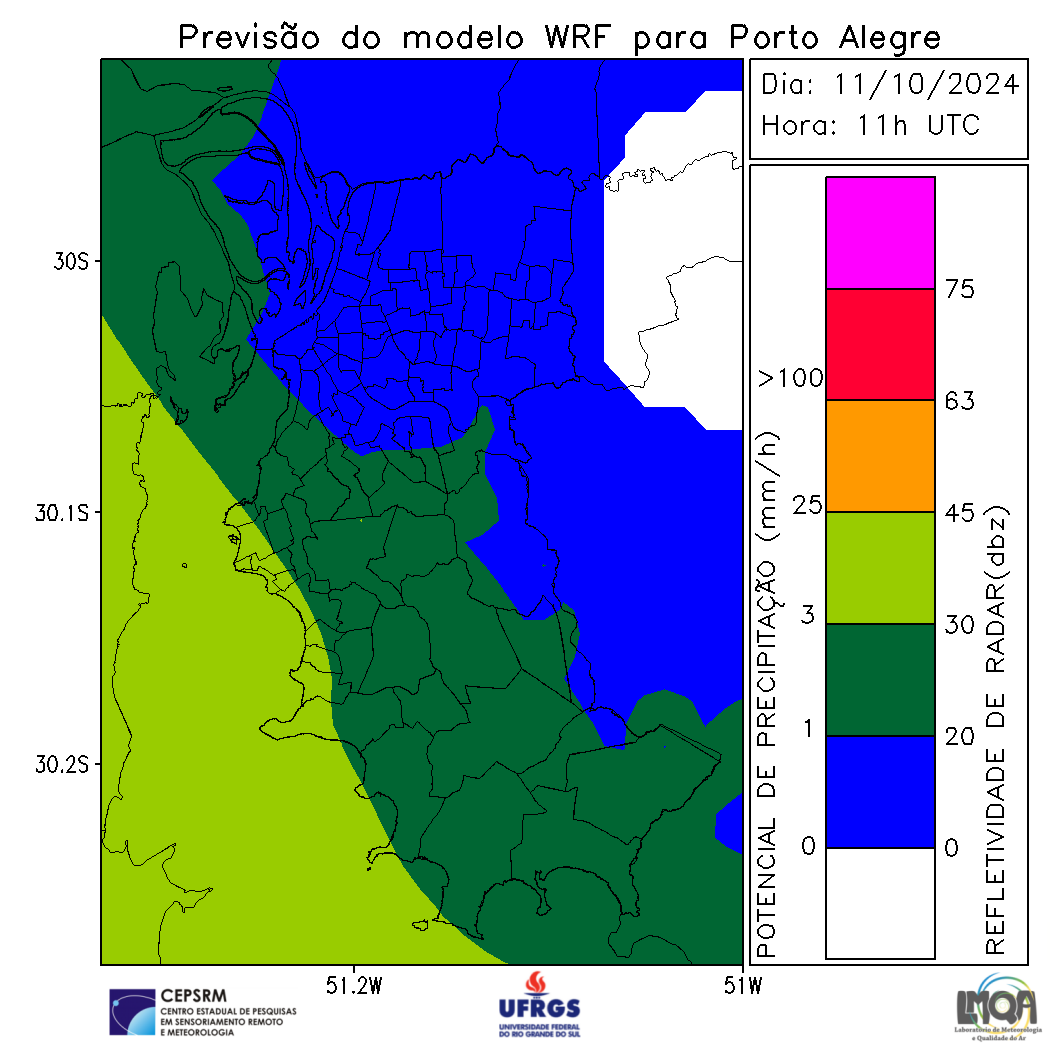 Previsão do modelo WRF para Porto Alegre
Dia: 11/10/2024
Hora: 11h UTC
30S
30.1S
30.2S
51.2W
51W
POTENCIAL DE PRECIPITAÇÃO (mm/h)
>100
25
3
1
0
75
63
45
30
20
0
REFLETIVIDADE DE RADAR(dbz)
CEPSRM
CENTRO ESTADUAL DE PESQUISAS
EM SENSORIAMENTO REMOTO
E METEOROLOGIA
UFRGS
UNIVERSIDADE FEDERAL
DO RIO GRANDE DO SUL
LMQA
Laboratório de Meteorologia
e Qualidade do Ar